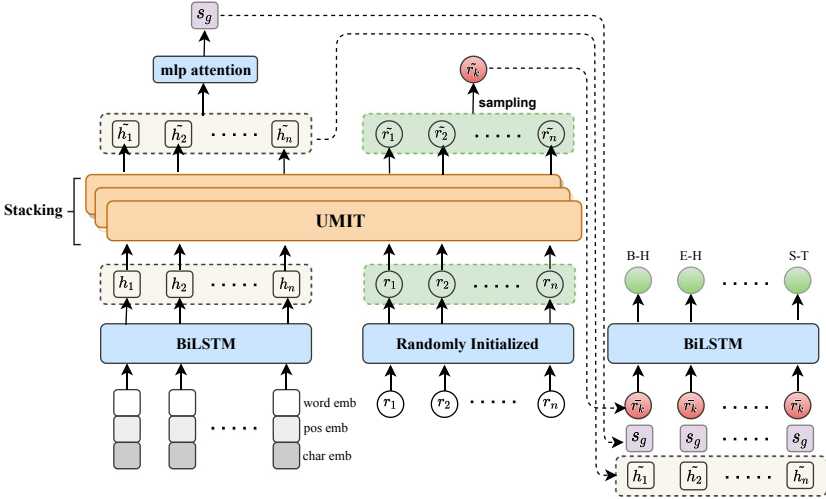 s_g
mlp attention
r̃_k
sampling
h̃_1 h̃_2 · · · · · h̃_n
r̃_1 r̃_2 · · · · · r̃_n
Stacking
UMIT
h_1 h_2 · · · · · h_n
r_1 r_2 · · · · · r_n
B-H E-H S-T
· · · · ·
BiLSTM
Randomly Initialized
BiLSTM
word emb
pos emb
char emb
· · · · ·
r_1 r_2 · · · · · r_n
r̄_k r̄_k · · · · · r̄_k
s_g s_g · · · · · s_g
h̃_1 h̃_2 · · · · · h̃_n